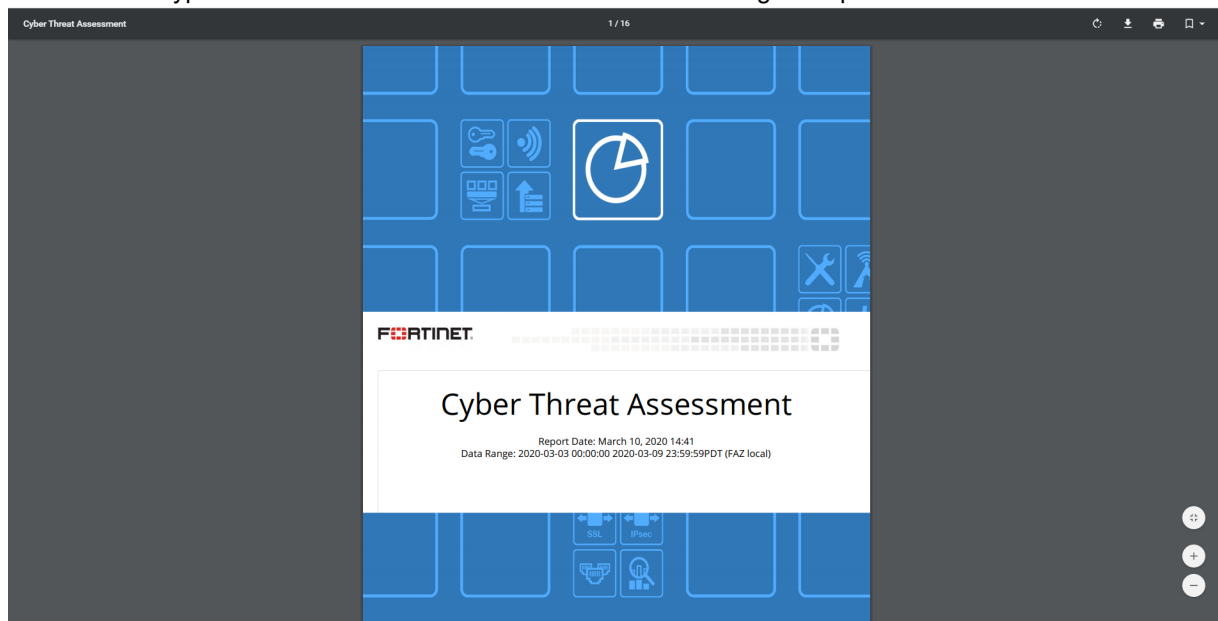 Cyber Threat Assessment
1 / 16
FORTINET
Cyber Threat Assessment
Report Date: March 10, 2020 14:41
Data Range: 2020-03-03 00:00:00 2020-03-09 23:59:59PDT (FAZ local)
SSL
IPsec